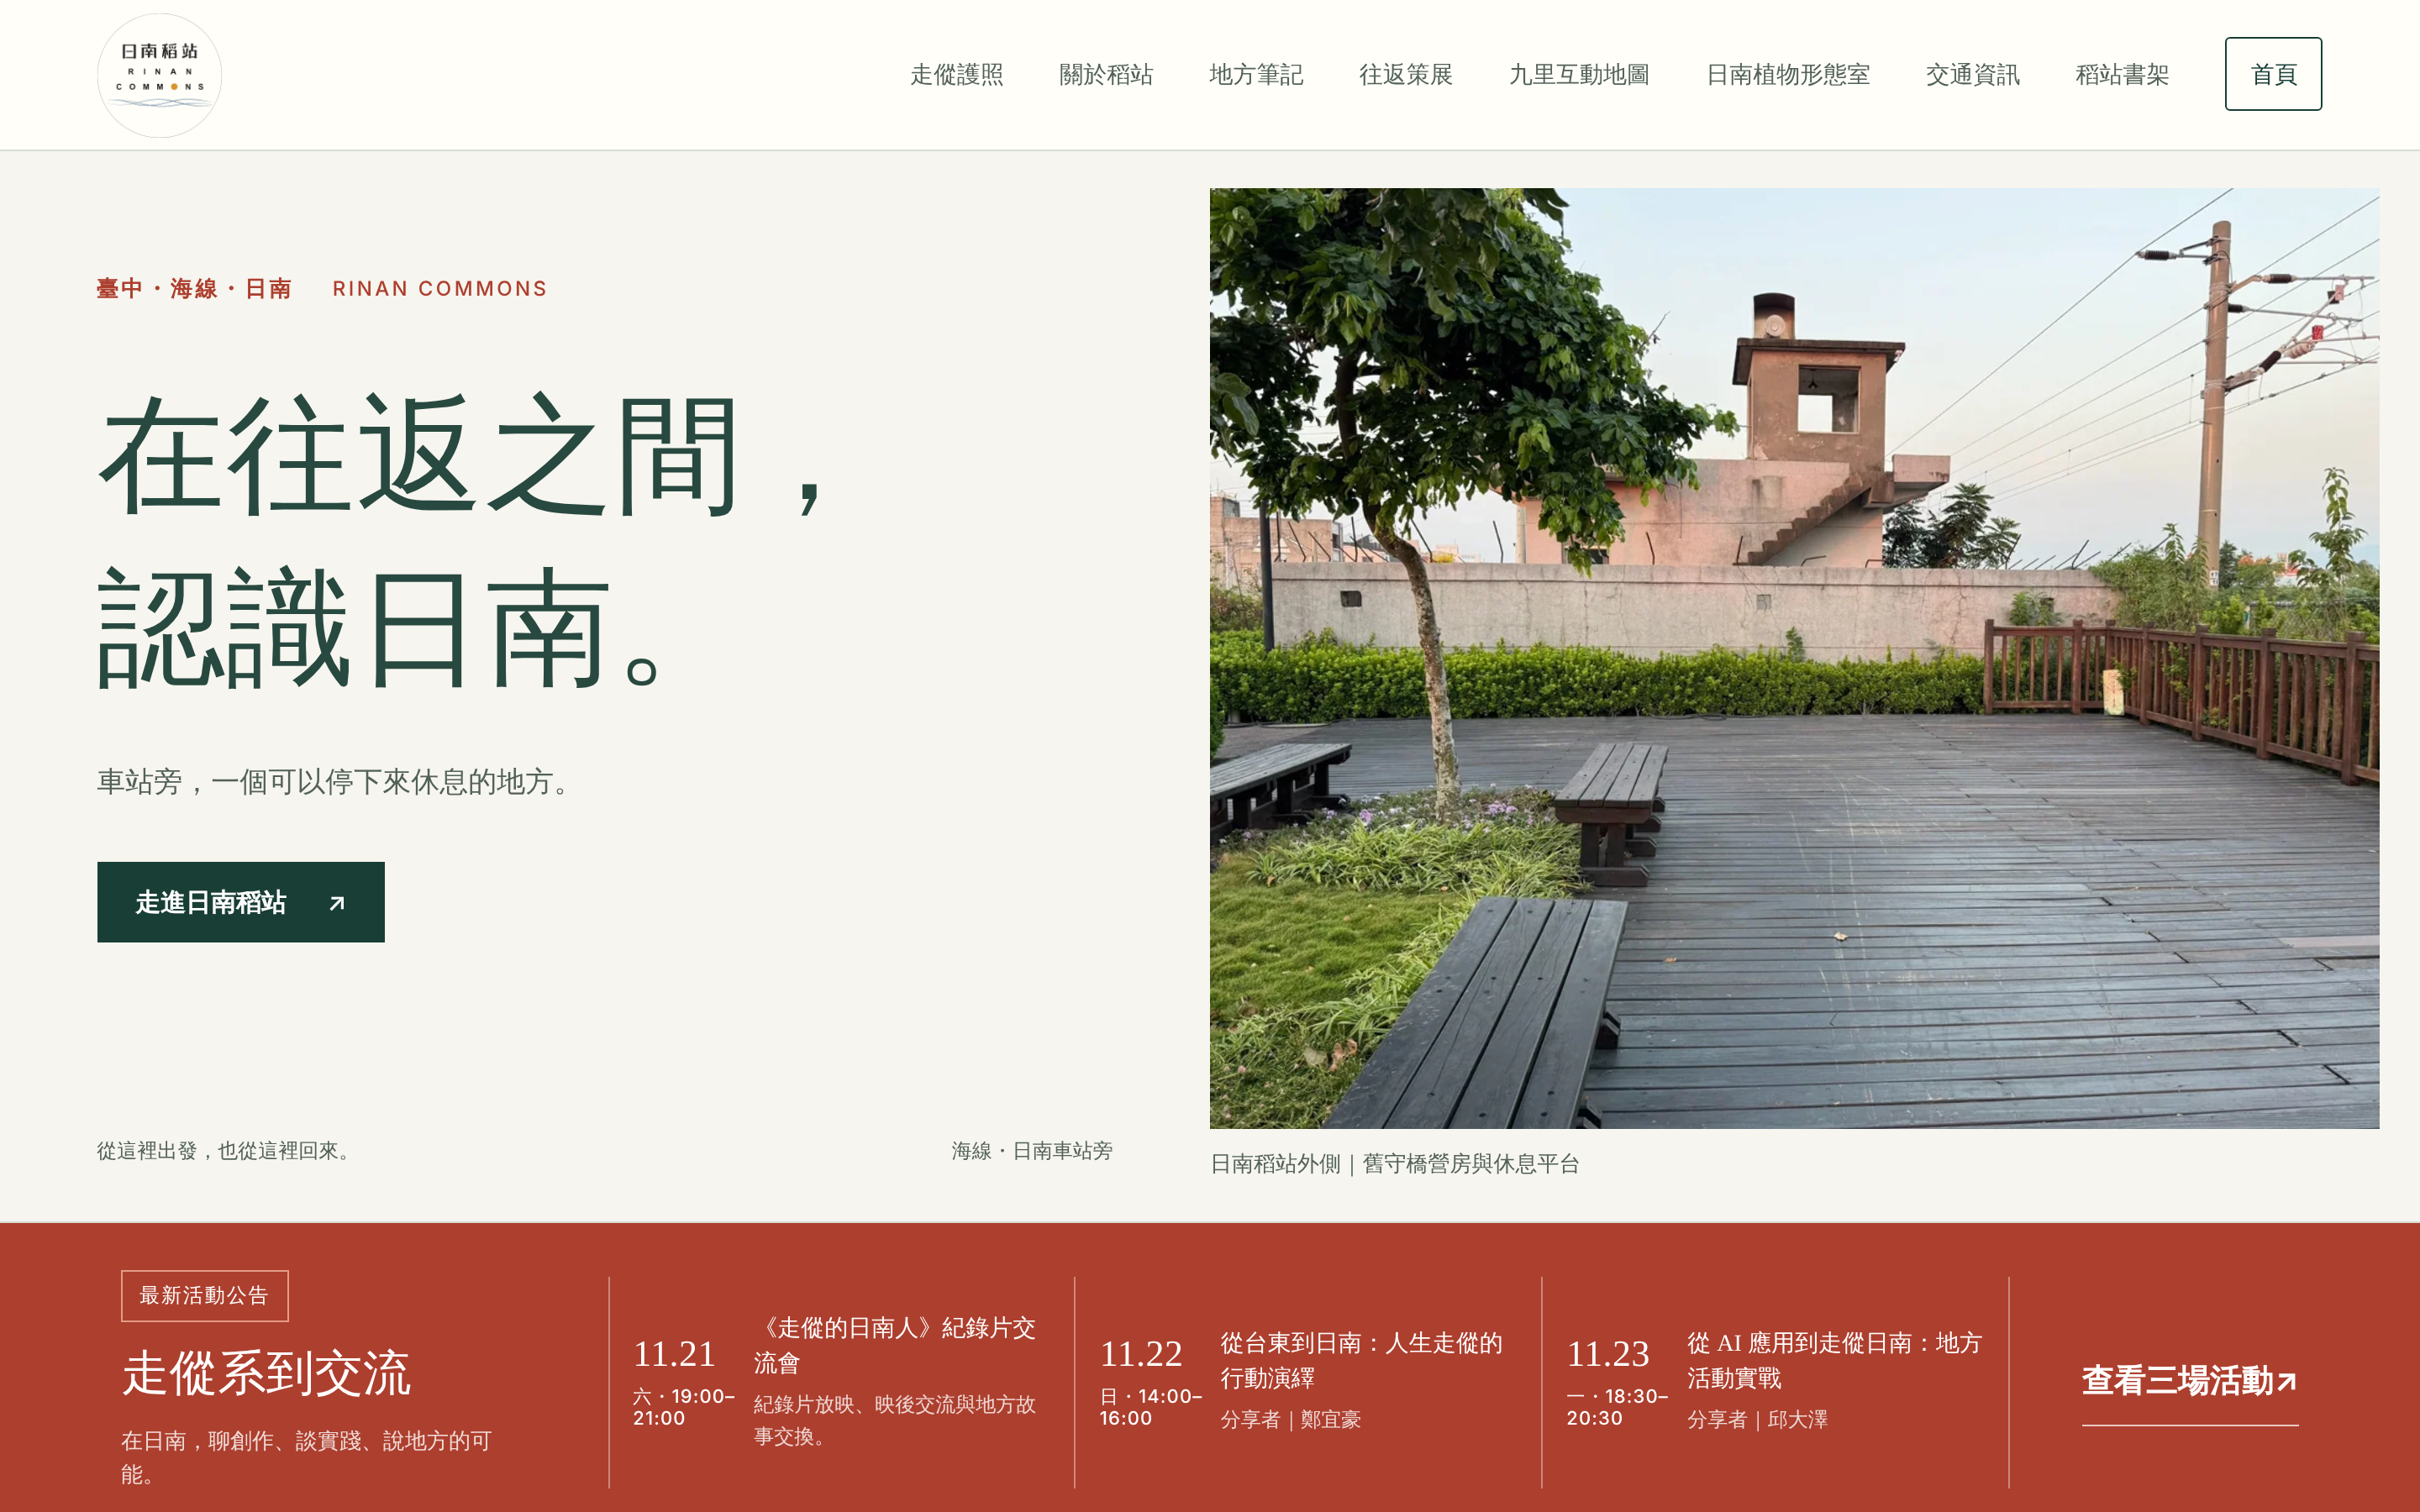 日南稻站
RINAN
COMMONS
走從護照
關於稻站
地方筆記
往返策展
九里互動地圖
日南植物形態室
交通資訊
稻站書架
首頁
臺中・海線・日南 RINAN COMMONS
在往返之間，
認識日南。
車站旁，一個可以停下來休息的地方。
走進日南稻站 ↗
從這裡出發，也從這裡回來。
海線・日南車站旁
日南稻站外側｜舊守橋營房與休息平台
最新活動公告
走從系到交流
在日南，聊創作、談實踐、說地方的可
能。
11.21
六・19:00–
21:00
《走從的日南人》紀錄片交
流會
紀錄片放映、映後交流與地方故
事交換。
11.22
日・14:00–
16:00
從台東到日南：人生走從的
行動演繹
分享者｜鄭宜豪
11.23
一・18:30–
20:30
從 AI 應用到走從日南：地方
活動實戰
分享者｜邱大澤
查看三場活動↗